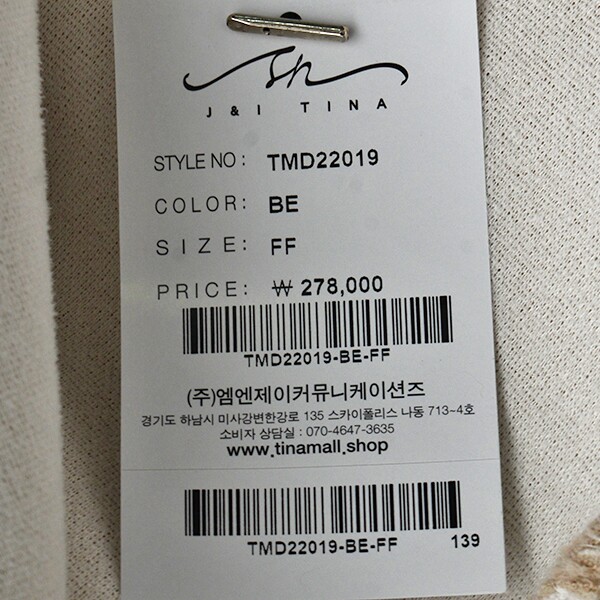 J & I TINA
STYLE NO : TMD22019
COLOR: BE
SIZE: FF
PRICE: ₩ 278,000
TMD22019-BE-FF
(주)엠엔제이커뮤니케이션즈
경기도 하남시 미사강변한강로 135 스카이폴리스 나동 713~4호
소비자 상담실 : 070-4647-3635
www.tinamall.shop
TMD22019-BE-FF 139